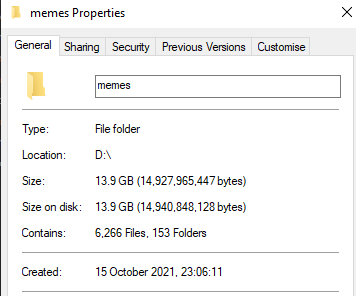 memes Properties
General Sharing Security Previous Versions Customise
memes
Type: File folder
Location: D:\
Size: 13.9 GB (14,927,965,447 bytes)
Size on disk: 13.9 GB (14,940,848,128 bytes)
Contains: 6,266 Files, 153 Folders
Created: 15 October 2021, 23:06:11